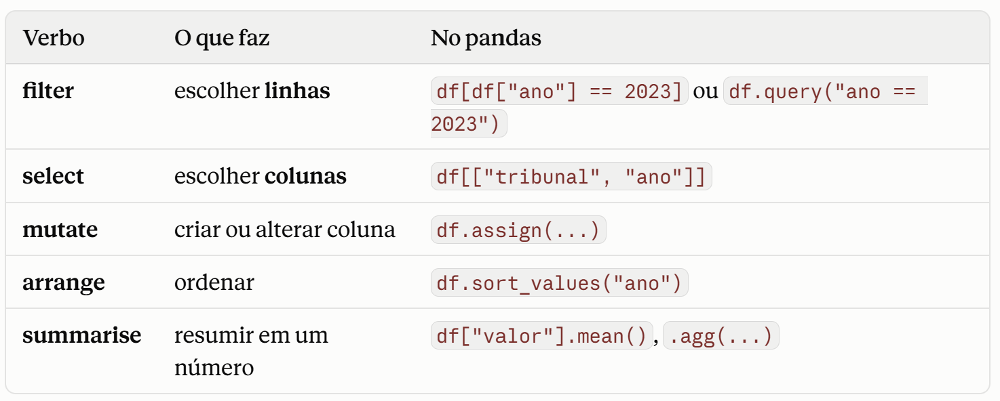 Verbo O que faz No pandas
filter escolher linhas df[df["ano"] == 2023] ou df.query("ano ==
2023")
select escolher colunas df[["tribunal", "ano"]]
mutate criar ou alterar coluna df.assign(...)
arrange ordenar df.sort_values("ano")
summarise resumir em um df["valor"].mean(), .agg(...)
número